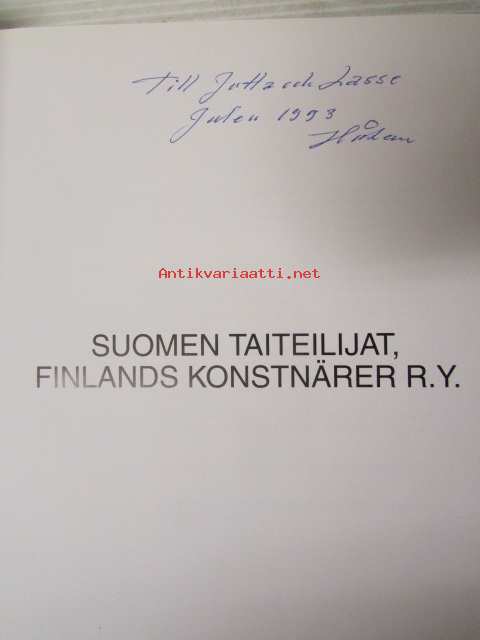 Till Jutta och Lasse
Julen 1993
Antikvariaatti.net
SUOMEN TAITEILIJAT,
FINLANDS KONSTNÄRER R.Y.